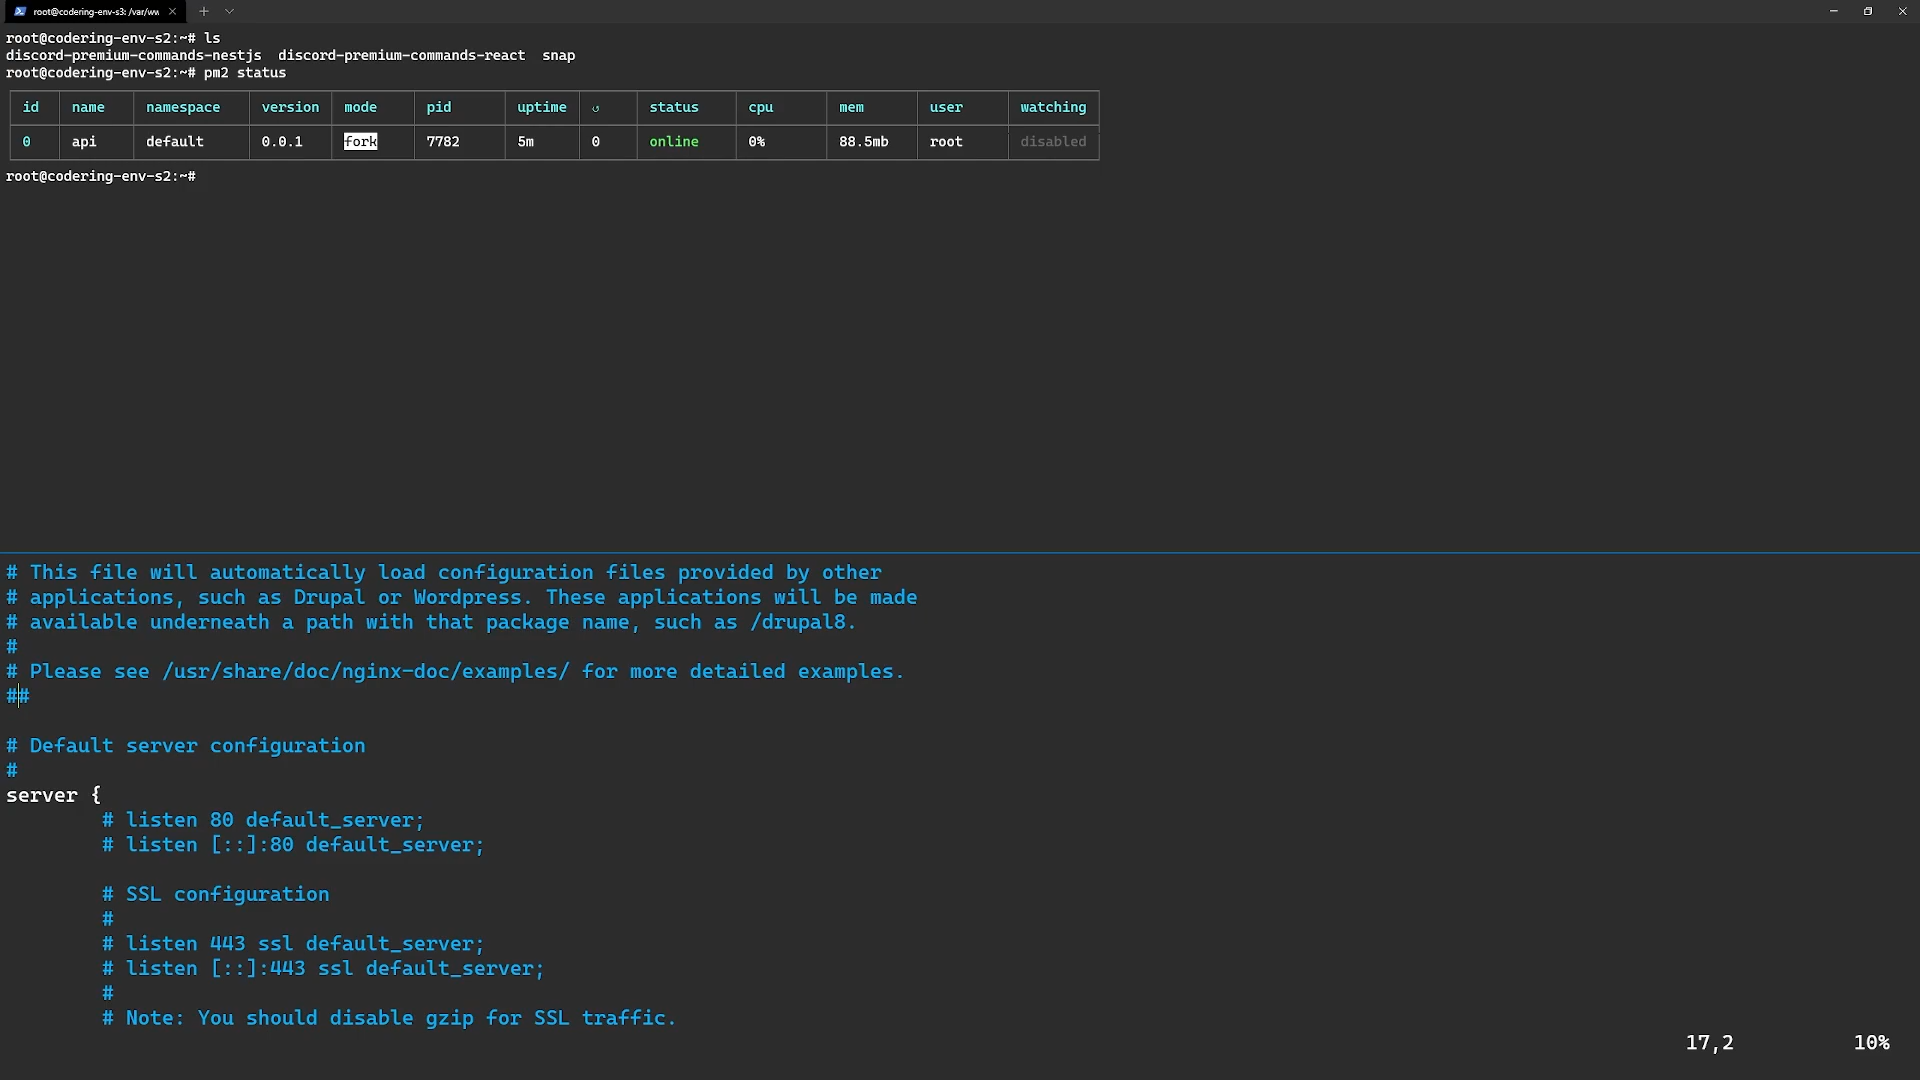 root@codering-env-s3: /var/ww
root@codering-env-s2:~# ls
discord-premium-commands-nestjs  discord-premium-commands-react  snap
root@codering-env-s2:~# pm2 status
id name namespace version mode pid uptime ↺ status cpu mem user watching
0 api default 0.0.1 fork 7782 5m 0 online 0% 88.5mb root disabled
root@codering-env-s2:~#
# This file will automatically load configuration files provided by other
# applications, such as Drupal or Wordpress. These applications will be made
# available underneath a path with that package name, such as /drupal8.
#
# Please see /usr/share/doc/nginx-doc/examples/ for more detailed examples.
##
# Default server configuration
#
server {
# listen 80 default_server;
# listen [::]:80 default_server;
# SSL configuration
#
# listen 443 ssl default_server;
# listen [::]:443 ssl default_server;
#
# Note: You should disable gzip for SSL traffic.
17,2 10%